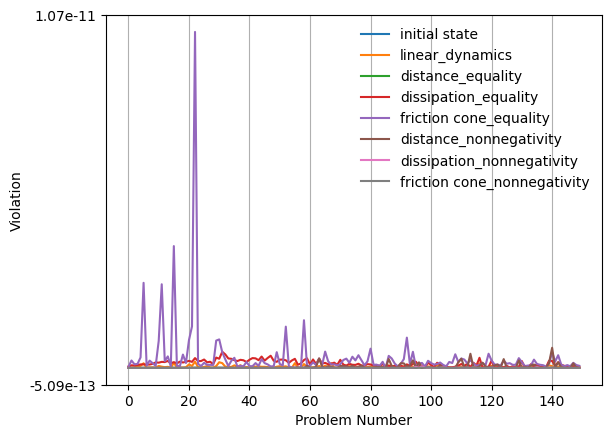 1.07e-11
initial state
linear_dynamics
distance_equality
dissipation_equality
friction cone_equality
distance_nonnegativity
dissipation_nonnegativity
friction cone_nonnegativity
Violation
-5.09e-13
0 20 40 60 80 100 120 140
Problem Number